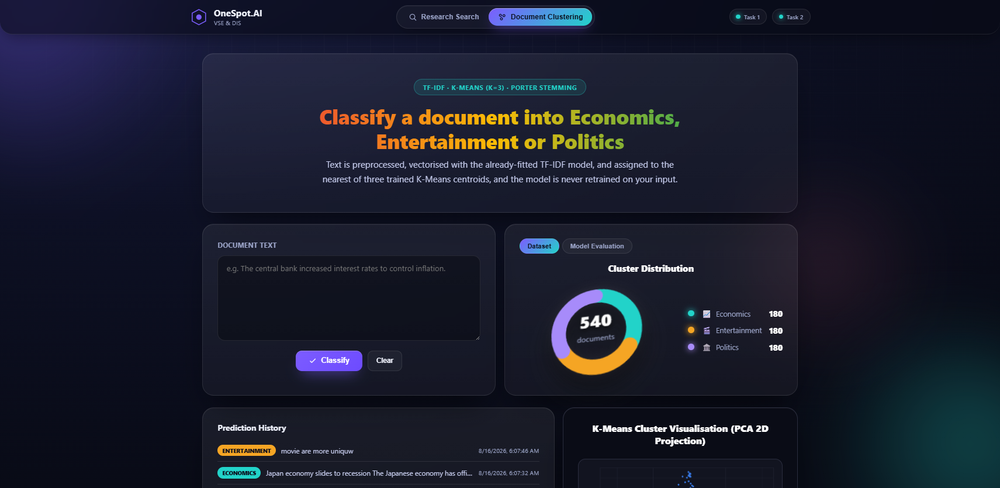 OneSpot.AI
VSE & DIS
Research Search
Document Clustering
Task 1
Task 2
TF-IDF · K-MEANS (K=3) · PORTER STEMMING
Classify a document into Economics,
Entertainment or Politics
Text is preprocessed, vectorised with the already-fitted TF-IDF model, and assigned to the
nearest of three trained K-Means centroids, and the model is never retrained on your input.
DOCUMENT TEXT
e.g. The central bank increased interest rates to control inflation.
Classify
Clear
Dataset
Model Evaluation
Cluster Distribution
540
documents
Economics 180
Entertainment 180
Politics 180
Prediction History
ENTERTAINMENT movie are more uniquw 8/16/2026, 6:07:46 AM
ECONOMICS Japan economy slides to recession The Japanese economy has offi... 8/16/2026, 6:07:32 AM
K-Means Cluster Visualisation (PCA 2D
Projection)